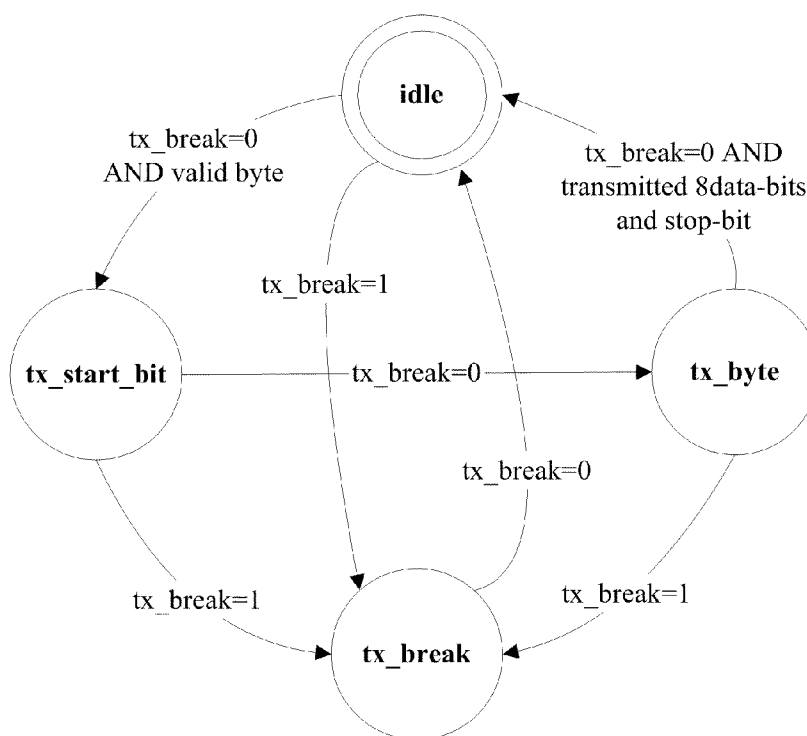 idle
tx_break=0
AND valid byte
tx_break=0 AND
transmitted 8data-bits
and stop-bit
tx_break=1
tx_start_bit
tx_break=0
tx_byte
tx_break=0
tx_break=1
tx_break=1
tx_break